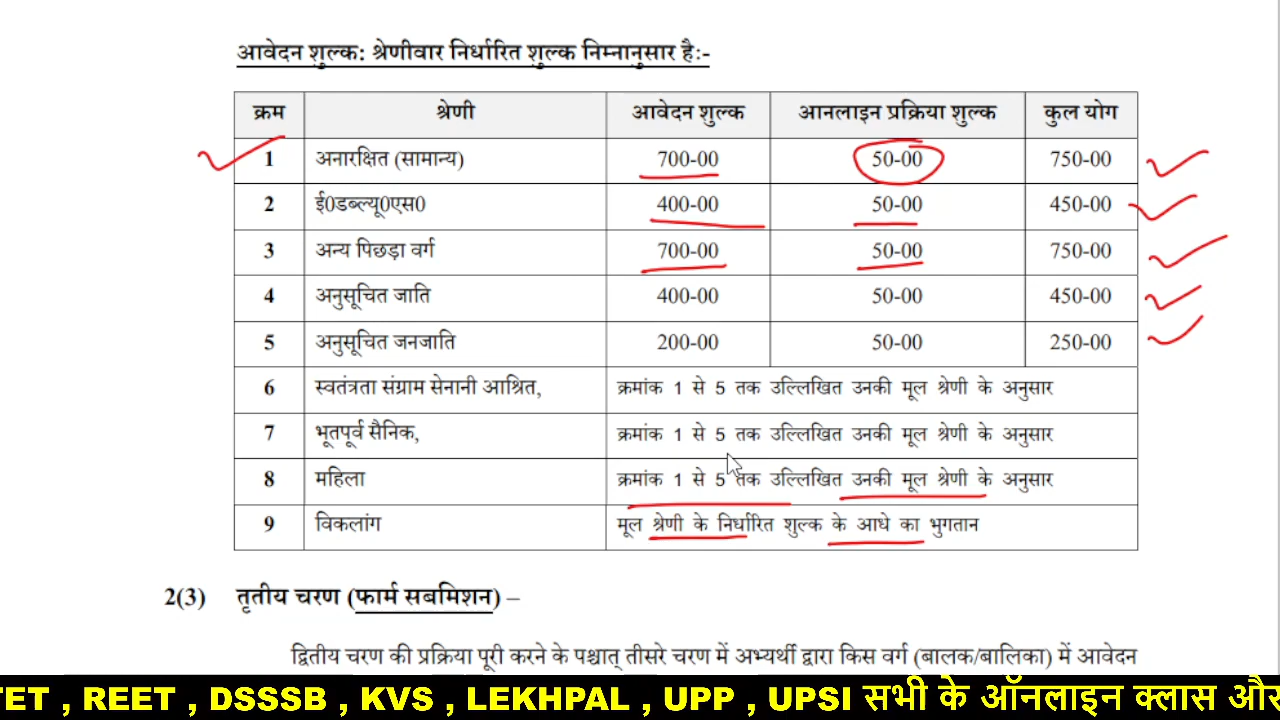 आवेदन शुल्क: श्रेणीवार निर्धारित शुल्क निम्नानुसार है:-
क्रम श्रेणी आवेदन शुल्क आनलाइन प्रक्रिया शुल्क कुल योग
1 अनारक्षित (सामान्य) 700-00 50-00 750-00
2 ई0डब्ल्यू0एस0 400-00 50-00 450-00
3 अन्य पिछड़ा वर्ग 700-00 50-00 750-00
4 अनुसूचित जाति 400-00 50-00 450-00
5 अनुसूचित जनजाति 200-00 50-00 250-00
6 स्वतंत्रता संग्राम सेनानी आश्रित, क्रमांक 1 से 5 तक उल्लिखित उनकी मूल श्रेणी के अनुसार
7 भूतपूर्व सैनिक, क्रमांक 1 से 5 तक उल्लिखित उनकी मूल श्रेणी के अनुसार
8 महिला क्रमांक 1 से 5 तक उल्लिखित उनकी मूल श्रेणी के अनुसार
9 विकलांग मूल श्रेणी के निर्धारित शुल्क के आधे का भुगतान
2(3) तृतीय चरण (फार्म सबमिशन) –
द्वितीय चरण की प्रक्रिया पूरी करने के पश्चात् तीसरे चरण में अभ्यर्थी द्वारा किस वर्ग (बालक/बालिका) में आवेदन
TET , REET , DSSSB , KVS , LEKHPAL , UPP , UPSI सभी के ऑनलाइन क्लास और